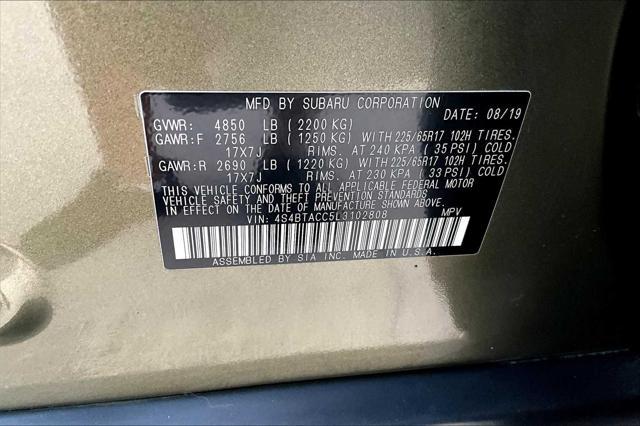 MFD BY SUBARU CORPORATION DATE: 08/19
GVWR: 4850 LB (2200 KG)
GAWR:F 2756 LB (1250 KG) WITH 225/65R17 102H TIRES.
17X7J RIMS. AT 240 KPA (35 PSI) COLD
GAWR:R 2690 LB (1220 KG) WITH 225/65R17 102H TIRES.
17X7J RIMS. AT 230 KPA (33 PSI) COLD
THIS VEHICLE CONFORMS TO ALL APPLICABLE FEDERAL MOTOR
VEHICLE SAFETY AND THEFT PREVENTION STANDARDS
IN EFFECT ON THE DATE OF MANUFACTURE SHOWN ABOVE.
VIN: 4S4BTACC5L3102808 MPV
ASSEMBLED BY SIA INC. MADE IN U.S.A.